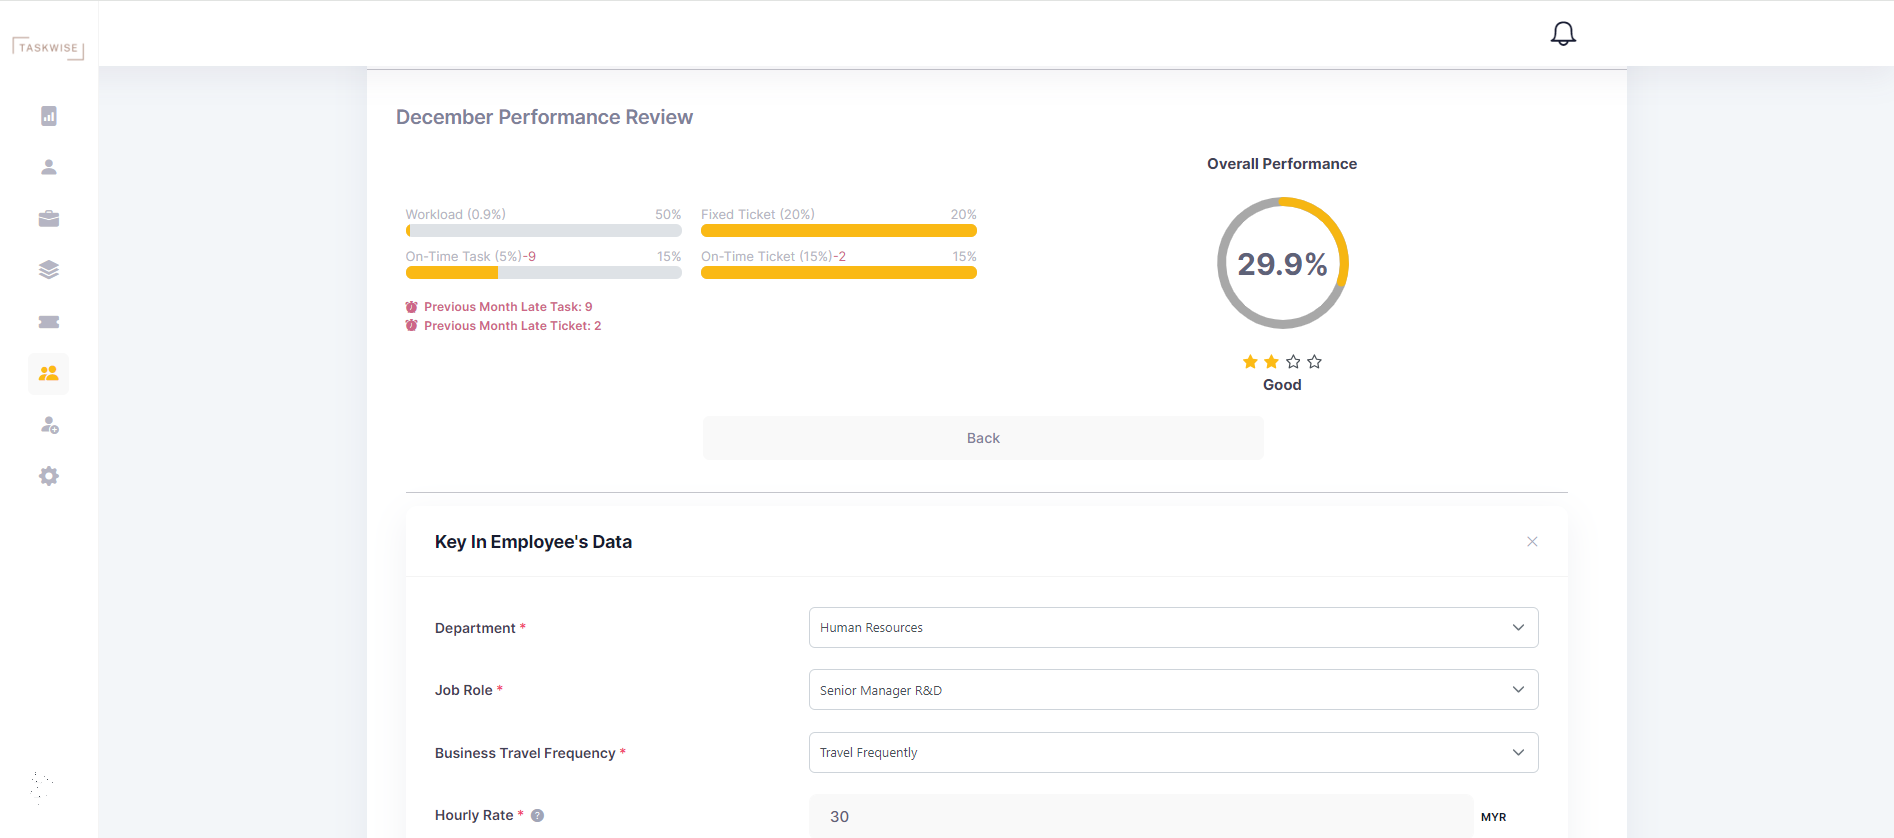 TASKWISE
December Performance Review
Overall Performance
Workload (0.9%) 50%
Fixed Ticket (20%) 20%
On-Time Task (5%)-9 15%
On-Time Ticket (15%)-2 15%
29.9%
Previous Month Late Task: 9
Previous Month Late Ticket: 2
Good
Back
Key In Employee's Data
Department * Human Resources
Job Role * Senior Manager R&D
Business Travel Frequency * Travel Frequently
Hourly Rate * ? 30 MYR